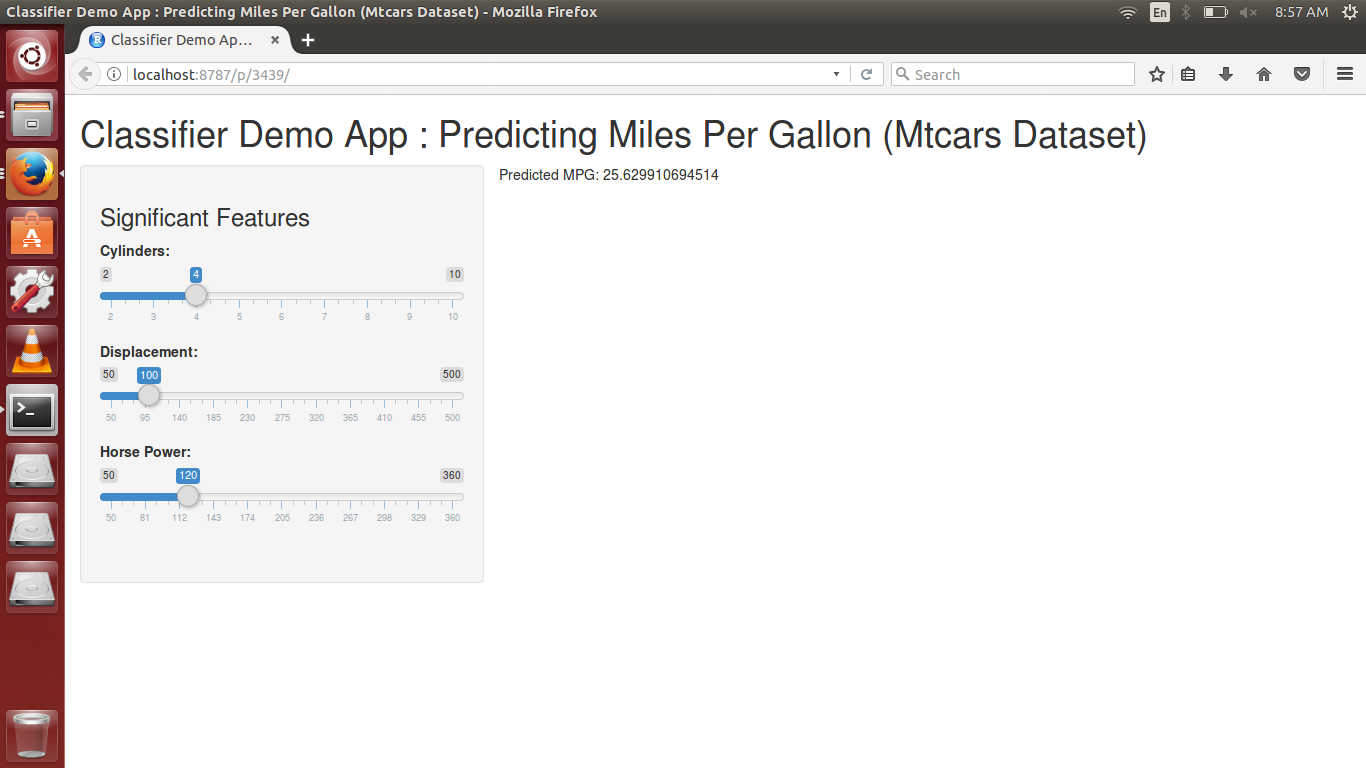 Classifier Demo App : Predicting Miles Per Gallon (Mtcars Dataset) - Mozilla Firefox
En
8:57 AM
Classifier Demo Ap...
localhost:8787/p/3439/
Search
Classifier Demo App : Predicting Miles Per Gallon (Mtcars Dataset)
Predicted MPG: 25.629910694514
Significant Features
Cylinders:
2 4 10
2 3 4 5 6 7 8 9 10
Displacement:
50 100 500
50 95 140 185 230 275 320 365 410 455 500
Horse Power:
50 120 360
50 81 112 143 174 205 236 267 298 329 360